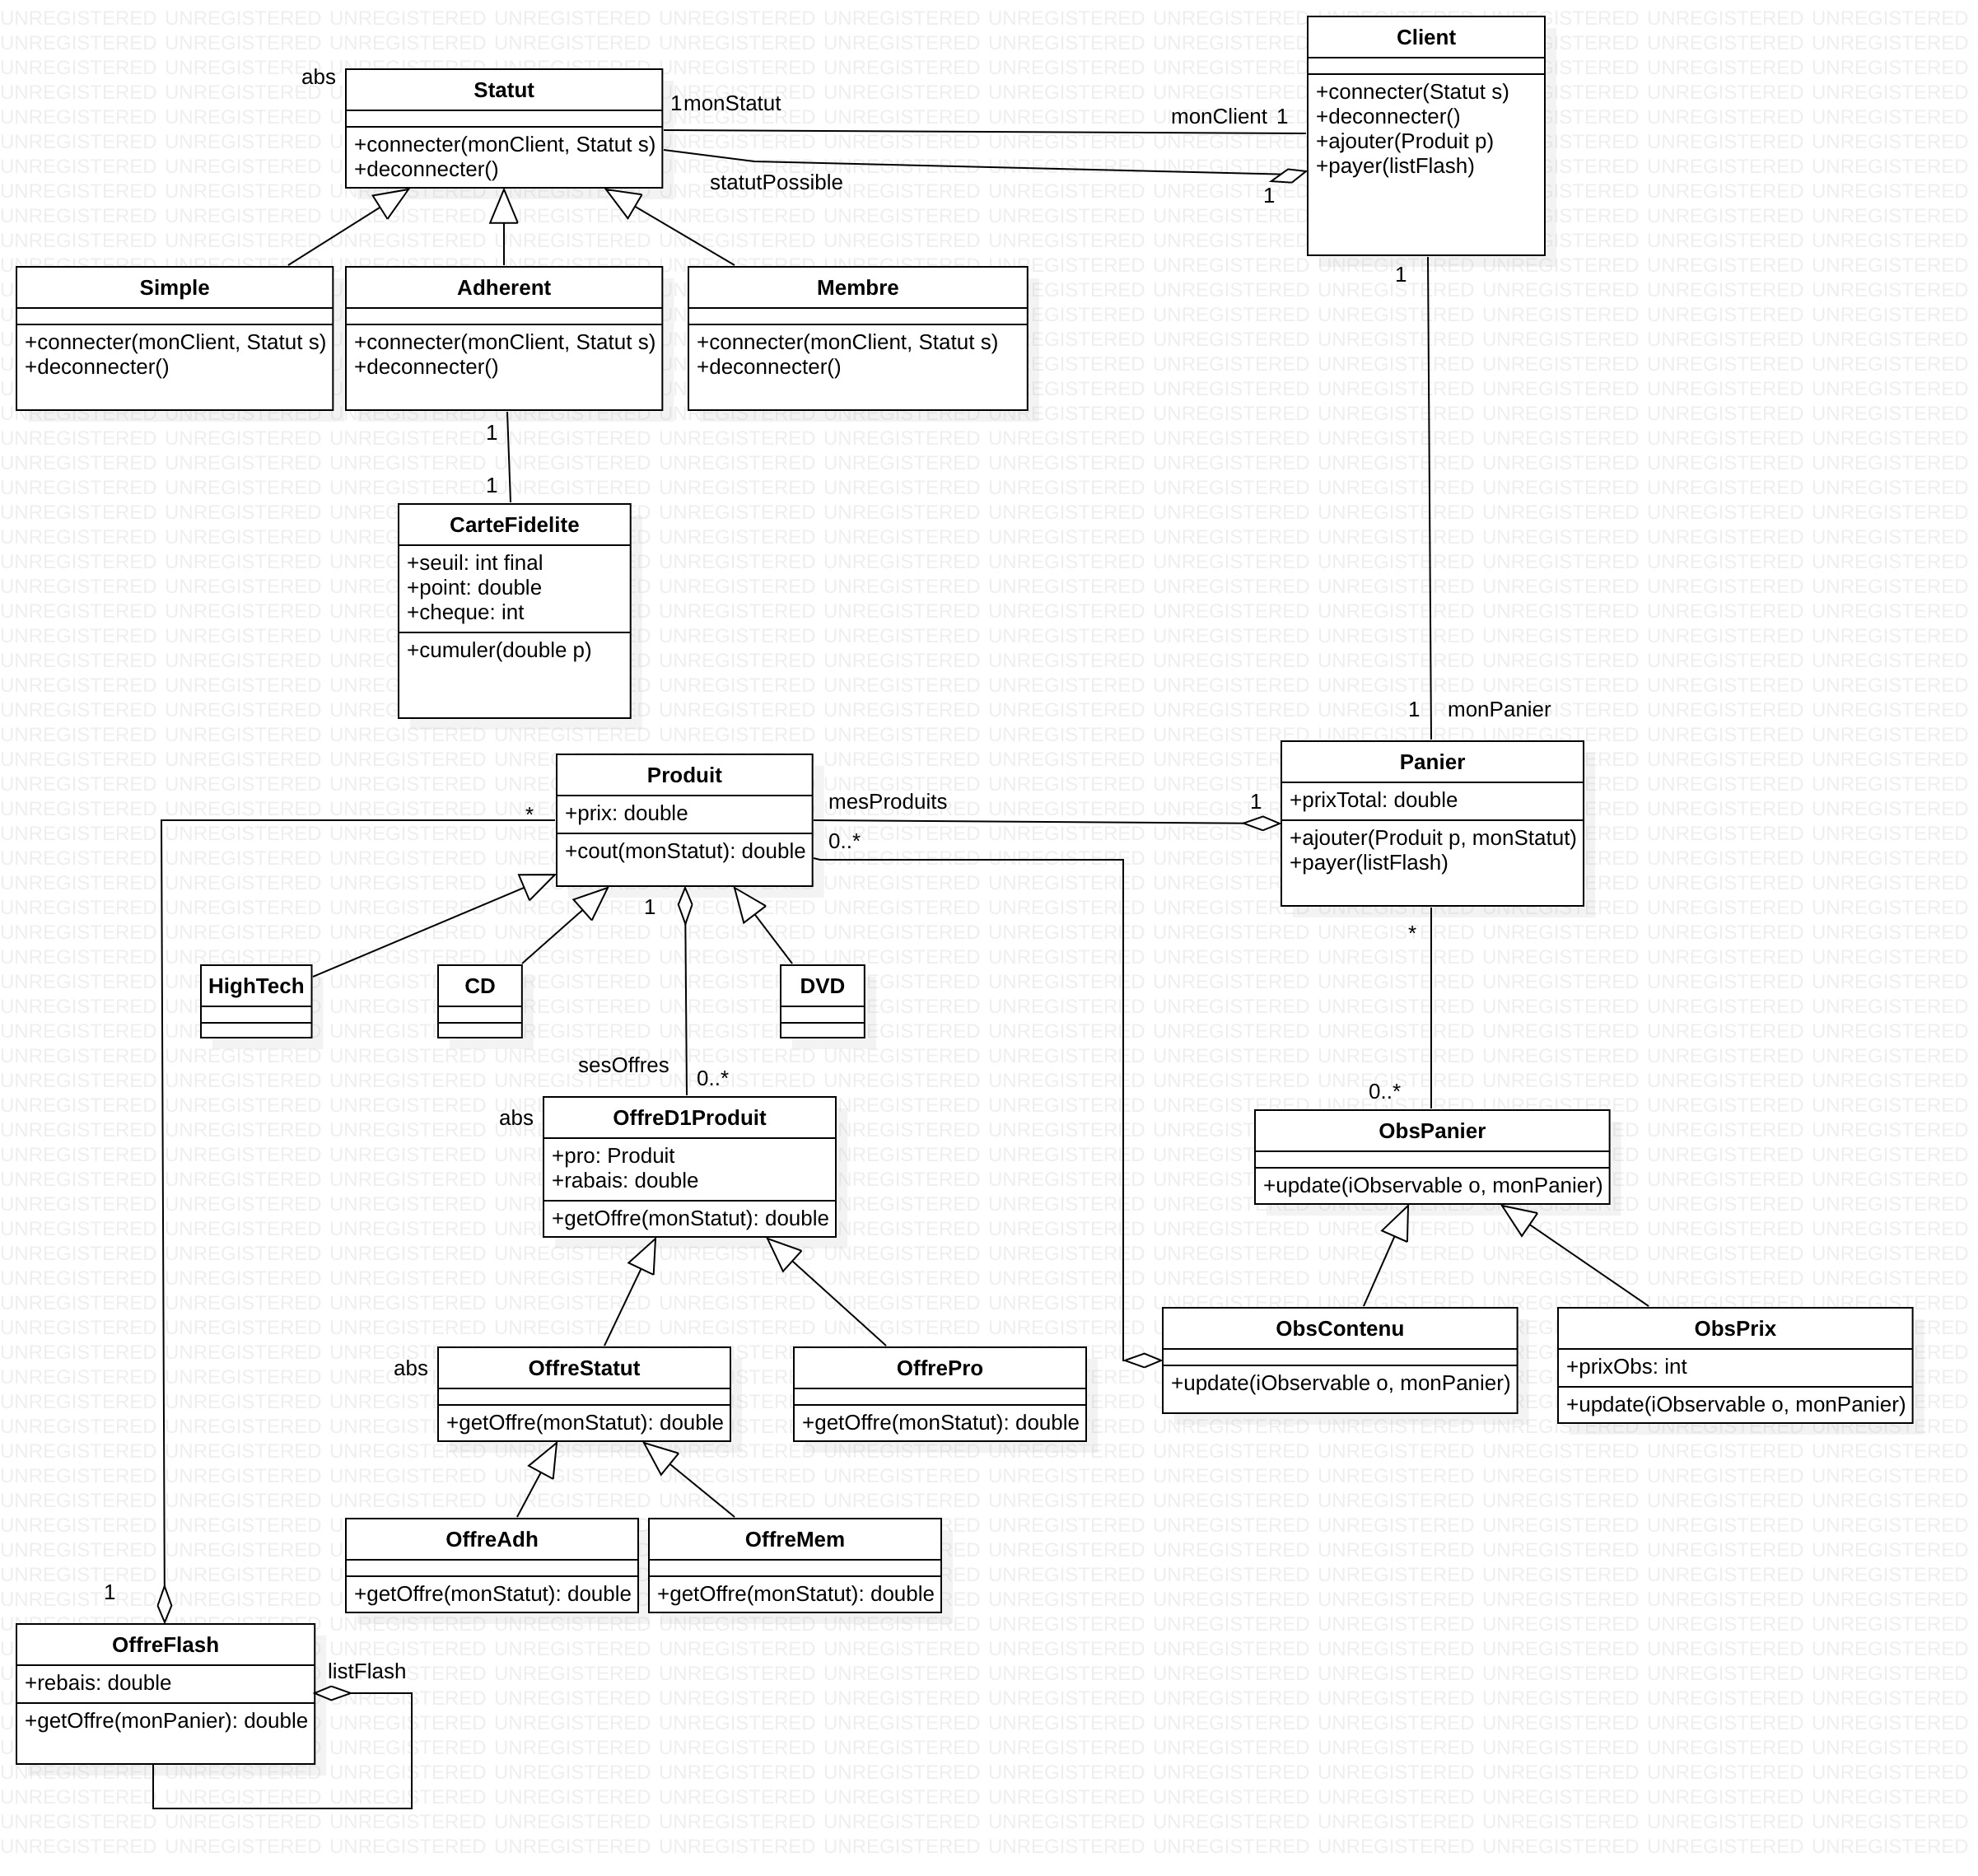 Client
+connecter(Statut s)
+deconnecter()
+ajouter(Produit p)
+payer(listFlash)
abs
Statut
+connecter(monClient, Statut s)
+deconnecter()
1monStatut
monClient 1
statutPossible
1
Simple
+connecter(monClient, Statut s)
+deconnecter()
Adherent
+connecter(monClient, Statut s)
+deconnecter()
Membre
+connecter(monClient, Statut s)
+deconnecter()
1
1
1
CarteFidelite
+seuil: int final
+point: double
+cheque: int
+cumuler(double p)
1 monPanier
Panier
+prixTotal: double
+ajouter(Produit p, monStatut)
+payer(listFlash)
Produit
+prix: double
+cout(monStatut): double
*
mesProduits
0..*
1
1
*
HighTech
CD
DVD
sesOffres
0..*
0..*
abs
OffreD1Produit
+pro: Produit
+rabais: double
+getOffre(monStatut): double
ObsPanier
+update(iObservable o, monPanier)
abs
OffreStatut
+getOffre(monStatut): double
OffrePro
+getOffre(monStatut): double
ObsContenu
+update(iObservable o, monPanier)
ObsPrix
+prixObs: int
+update(iObservable o, monPanier)
OffreAdh
+getOffre(monStatut): double
OffreMem
+getOffre(monStatut): double
1
OffreFlash
+rebais: double
+getOffre(monPanier): double
listFlash
UNREGISTERED